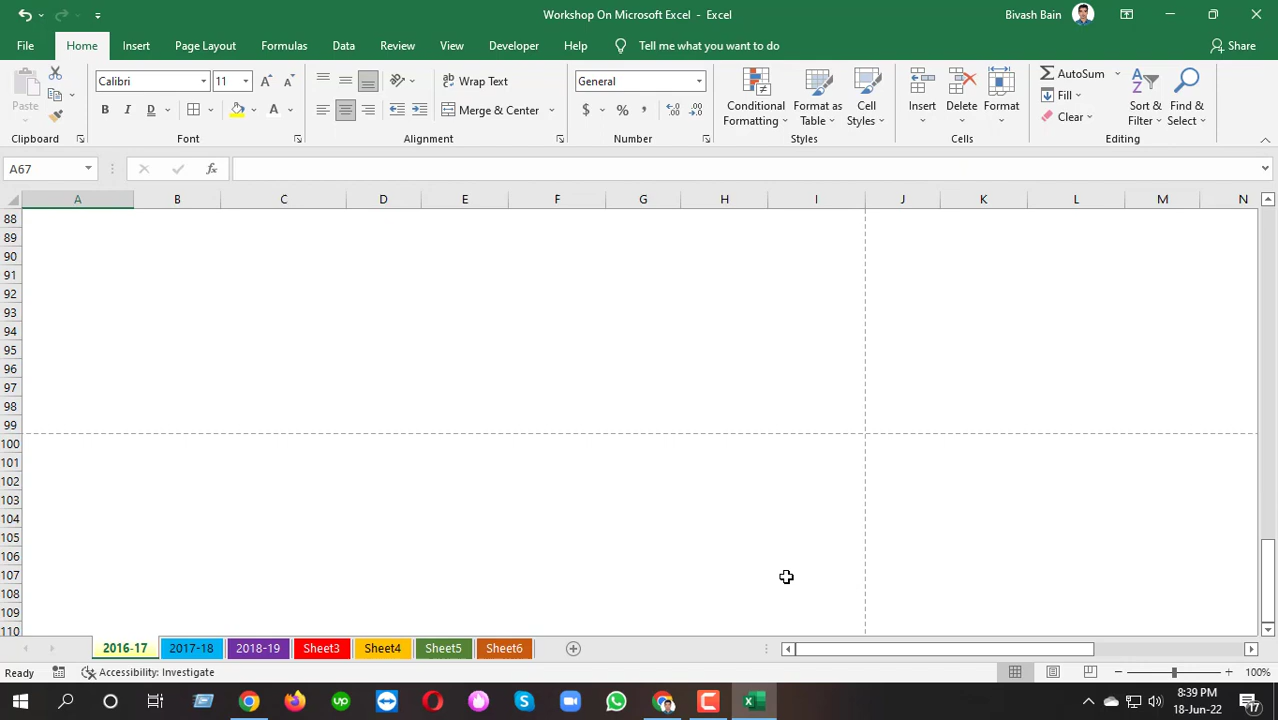 Workshop On Microsoft Excel - Excel
Bivash Bain
File
Home
Insert
Page Layout
Formulas
Data
Review
View
Developer
Help
Tell me what you want to do
Share
Paste
Calibri
11
B I D
A
Wrap Text
Merge & Center
General
$ % ,
Conditional Formatting
Format as Table
Cell Styles
Insert
Delete
Format
AutoSum
Fill
Clear
Sort & Filter
Find & Select
Clipboard
Font
Alignment
Number
Styles
Cells
Editing
A67
fx
A B C D E F G H I J K L M N
88
89
90
91
92
93
94
95
96
97
98
99
100
101
102
103
104
105
106
107
108
109
110
2016-17
2017-18
2018-19
Sheet3
Sheet4
Sheet5
Sheet6
Ready
Accessibility: Investigate
100%
up
8:39 PM
18-Jun-22
17